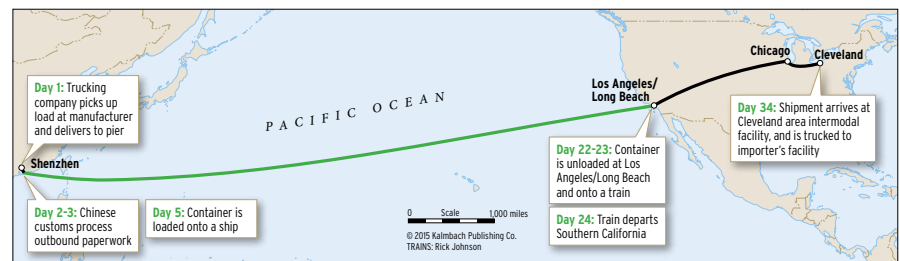 Day 1: Trucking
company picks up
load at manufacturer
and delivers to pier
Shenzhen
Day 2-3: Chinese
customs process
outbound paperwork
Day 5: Container is
loaded onto a ship
PACIFIC OCEAN
0 Scale 1,000 miles
© 2015 Kalmbach Publishing Co.
TRAINS: Rick Johnson
Los Angeles/
Long Beach
Day 22-23: Container
is unloaded at Los
Angeles/Long Beach
and onto a train
Day 24: Train departs
Southern California
Chicago
Cleveland
Day 34: Shipment arrives at
Cleveland area intermodal
facility, and is trucked to
importer's facility